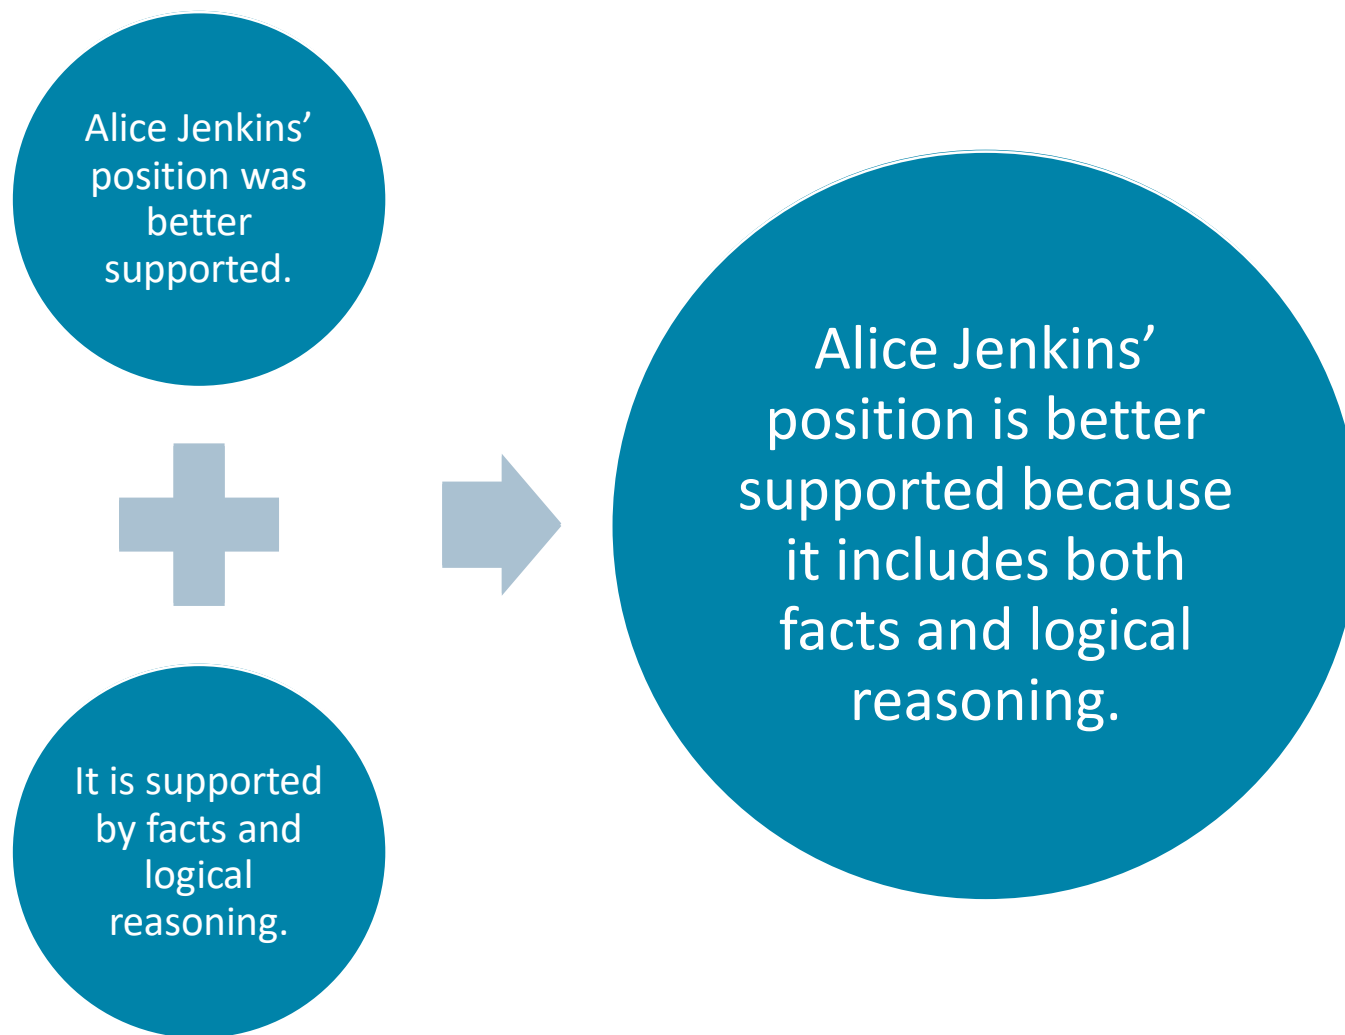 Alice Jenkins’
position was
better
supported.
It is supported
by facts and
logical
reasoning.
Alice Jenkins’
position is better
supported because
it includes both
facts and logical
reasoning.